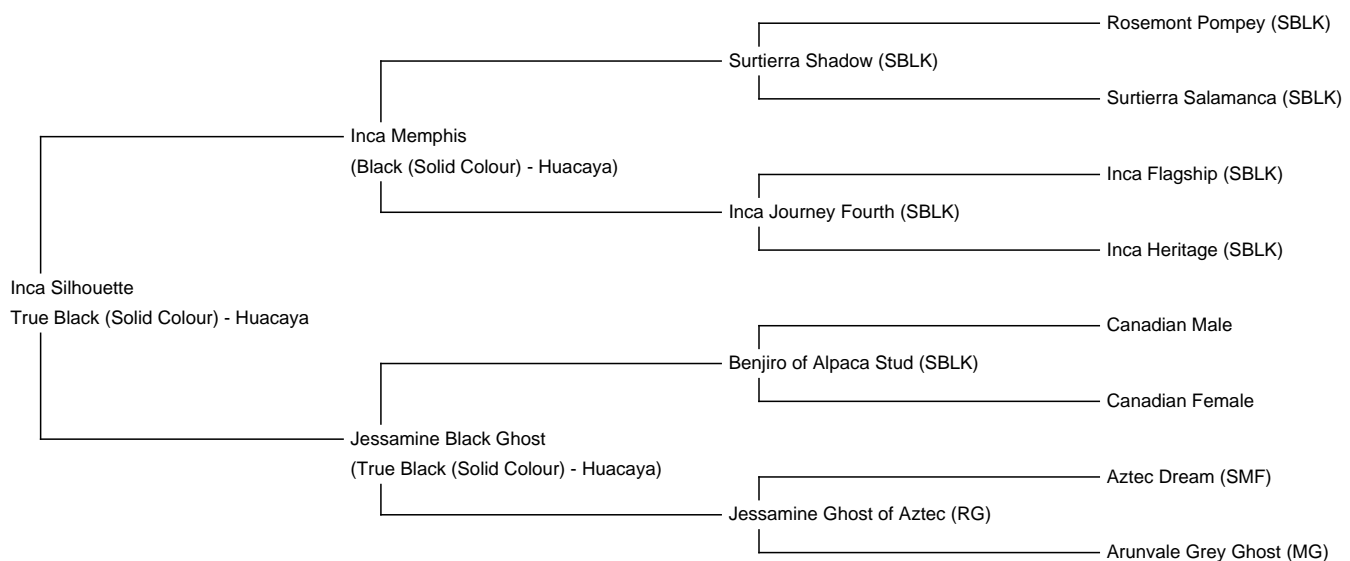 Rosemont Pompey (SBLK)
Surtierra Shadow (SBLK)
Surtierra Salamanca (SBLK)
Inca Memphis
(Black (Solid Colour) - Huacaya)
Inca Flagship (SBLK)
Inca Journey Fourth (SBLK)
Inca Heritage (SBLK)
Inca Silhouette
True Black (Solid Colour) - Huacaya
Canadian Male
Benjiro of Alpaca Stud (SBLK)
Canadian Female
Jessamine Black Ghost
(True Black (Solid Colour) - Huacaya)
Aztec Dream (SMF)
Jessamine Ghost of Aztec (RG)
Arunvale Grey Ghost (MG)